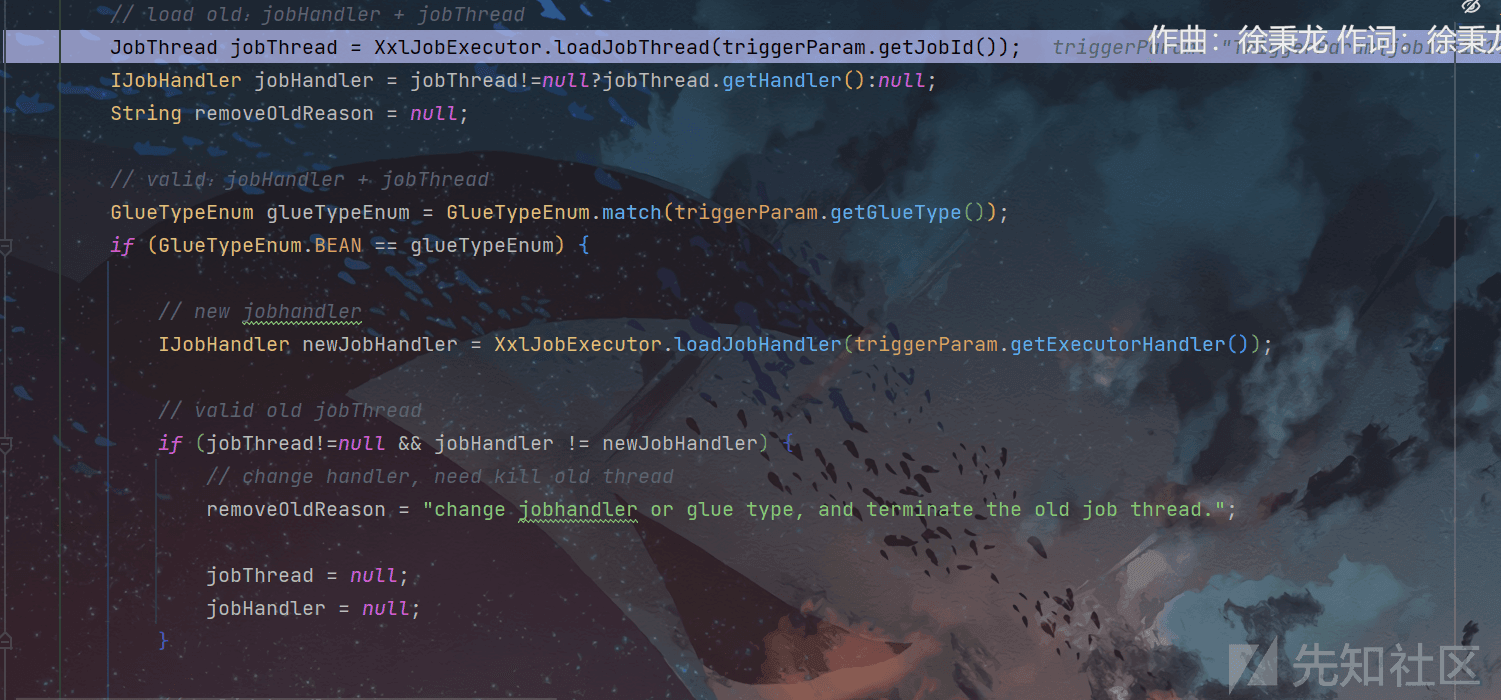 // load old：jobHandler + jobThread
JobThread jobThread = XxlJobExecutor.loadJobThread(triggerParam.getJobId());
作曲：徐秉龙 作词：徐秉龙
IJobHandler jobHandler = jobThread!=null?jobThread.getHandler():null;
String removeOldReason = null;
// valid：jobHandler + jobThread
GlueTypeEnum glueTypeEnum = GlueTypeEnum.match(triggerParam.getGlueType());
if (GlueTypeEnum.BEAN == glueTypeEnum) {
// new jobhandler
IJobHandler newJobHandler = XxlJobExecutor.loadJobHandler(triggerParam.getExecutorHandler());
// valid old jobThread
if (jobThread!=null && jobHandler != newJobHandler) {
// change handler, need kill old thread
removeOldReason = "change jobhandler or glue type, and terminate the old job thread.";
jobThread = null;
jobHandler = null;
}
先知社区